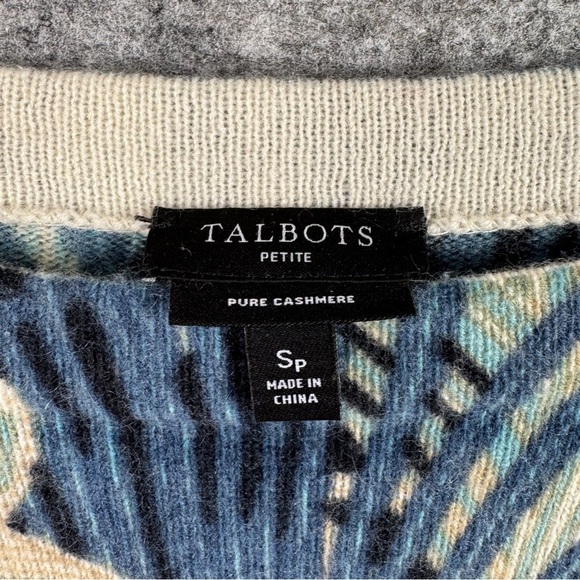 TALBOTS
PETITE
PURE CASHMERE
SP
MADE IN
CHINA